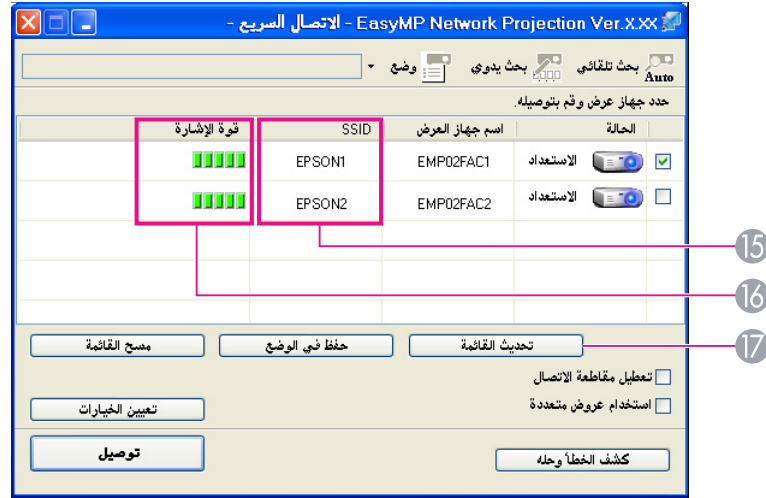 EasyMP Network Projection Ver.X.XX - الاتصال السريع -
بحث تلقائي Auto بحث يدوي وضع
حدد جهاز عرض وقم بتوصيله.
الحالة اسم جهاز العرض SSID قوة الإشارة
الاستعداد EMP02FAC1 EPSON1
الاستعداد EMP02FAC2 EPSON2
15
16
17
تحديث القائمة حفظ في الوضع مسح القائمة
تعطيل مقاطعة الاتصال
استخدام عروض متعددة تعيين الخيارات
كشف الخطأ وحله توصيل